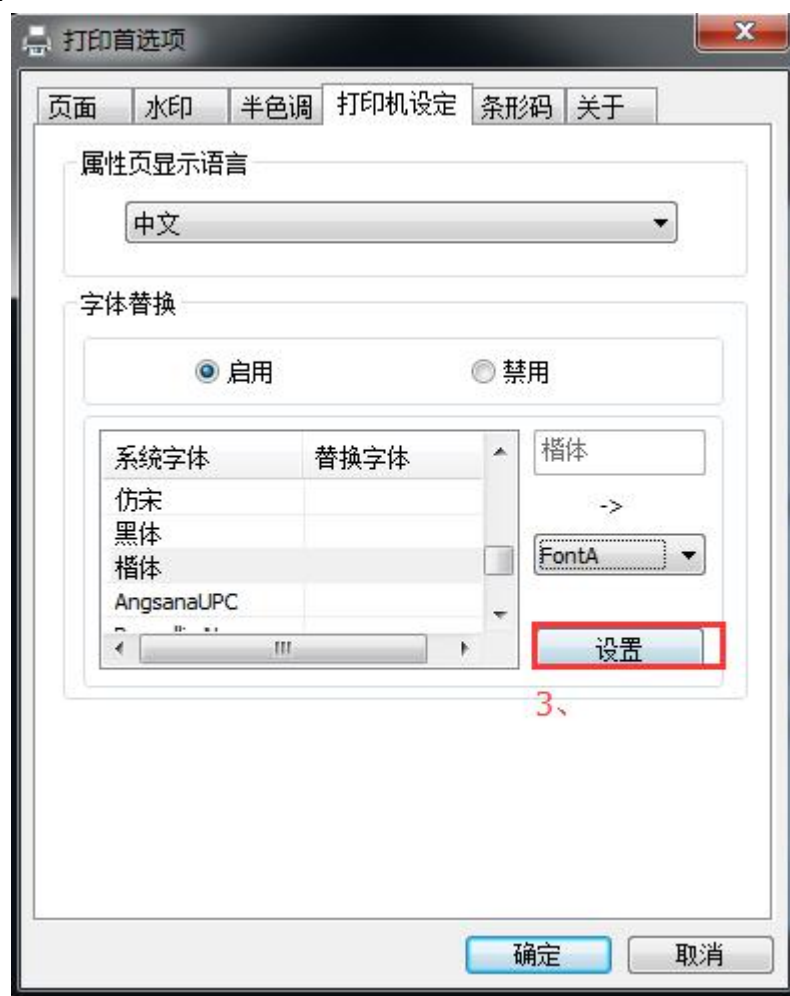 打印首选项
页面 水印 半色调 打印机设定 条形码 关于
属性页显示语言
中文
字体替换
启用 禁用
系统字体 替换字体
楷体
仿宋
->
黑体
FontA
楷体
AngsanaUPC
设置
3、
确定 取消